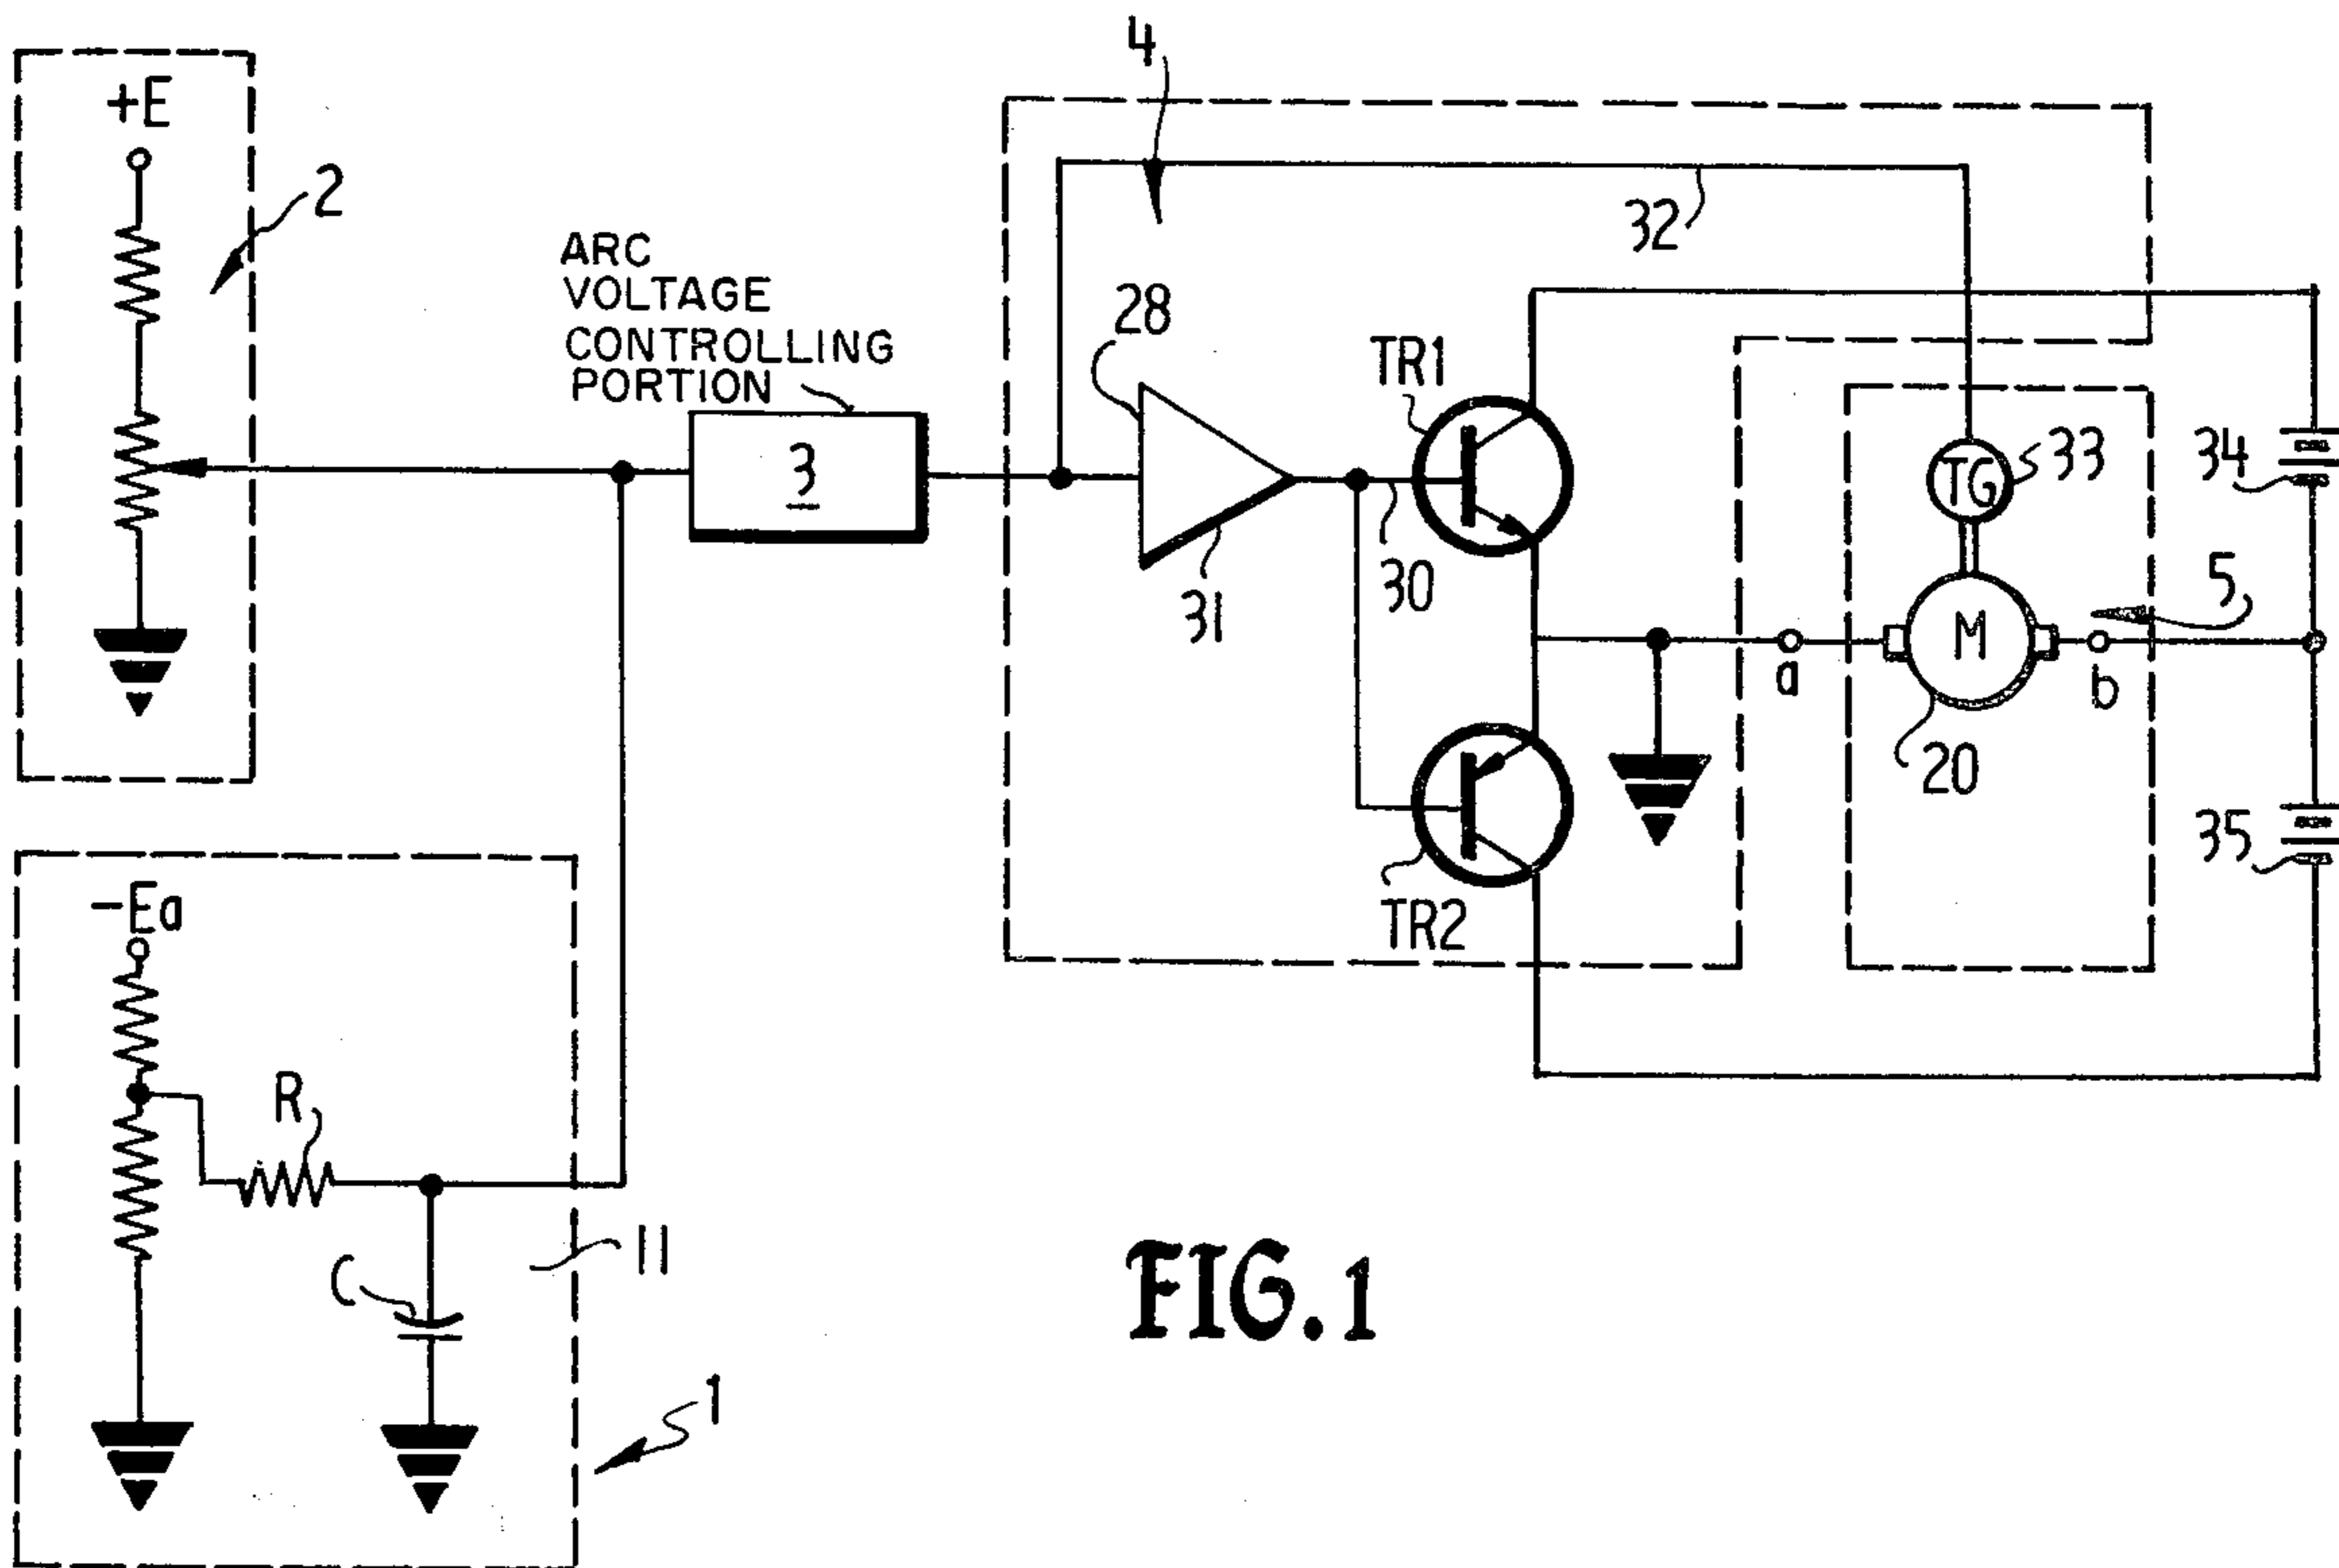 4
+E
2
32
ARC
VOLTAGE
CONTROLLING
PORTION
28
TR1
3
34
TG
33
31
30
5
M
a
b
20
35
-Ea
TR2
R
11
C
1
FIG. 1